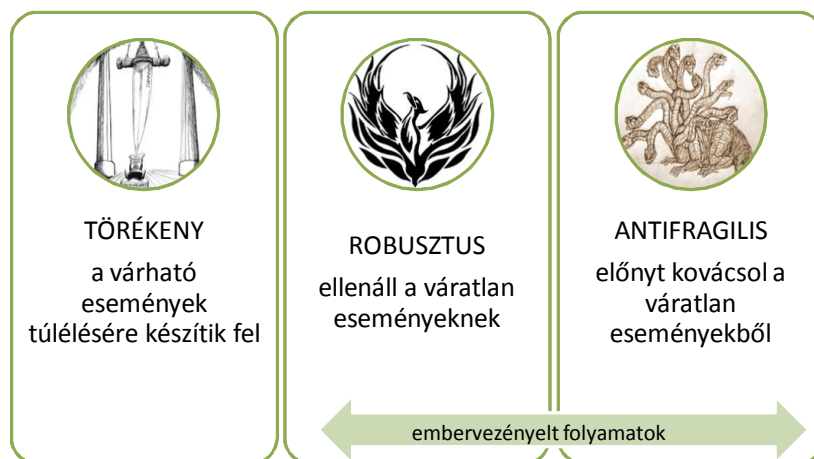 TÖRÉKENY
a várható
események
túlélésére készítik fel
ROBUSZTUS
ellenáll a váratlan
eseményeknek
ANTIFRAGILIS
előnyt kovácsol a
váratlan
eseményekből
embervezényelt folyamatok